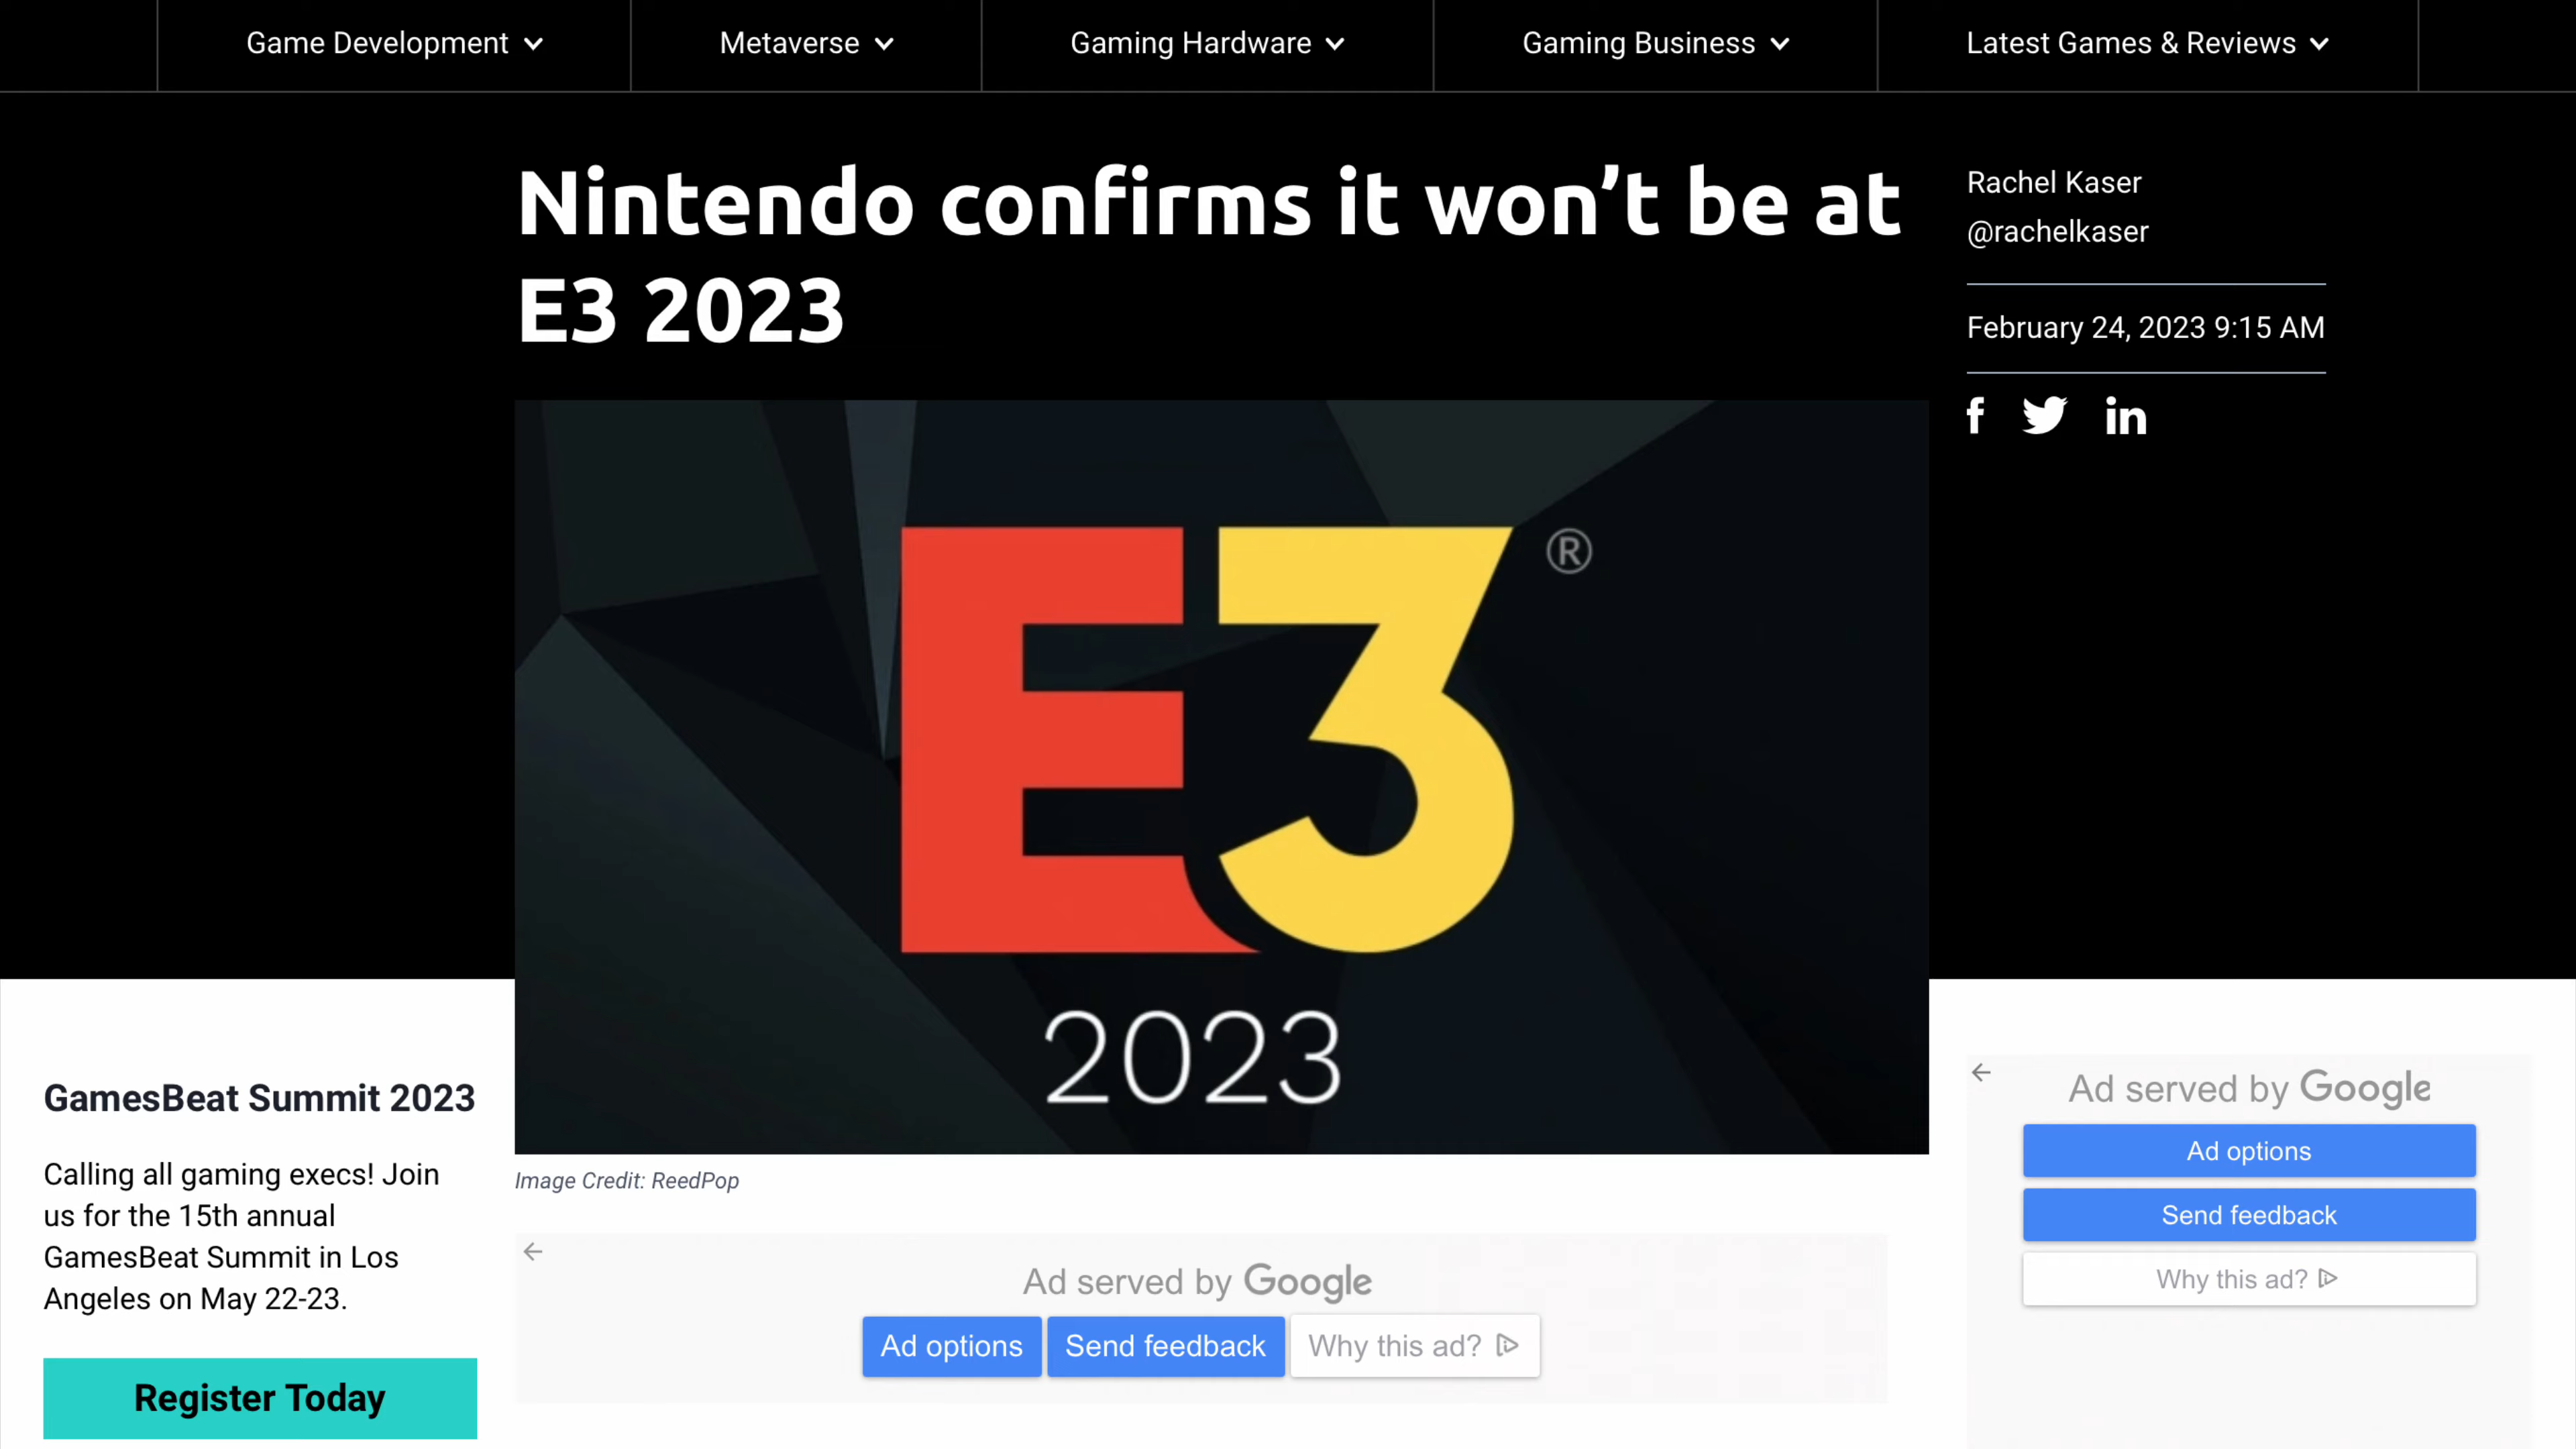 Game Development
Metaverse
Gaming Hardware
Gaming Business
Latest Games & Reviews
Nintendo confirms it won’t be at
E3 2023
Rachel Kaser
@rachelkaser
February 24, 2023 9:15 AM
f
in
E3®
2023
Image Credit: ReedPop
GamesBeat Summit 2023
Calling all gaming execs! Join
us for the 15th annual
GamesBeat Summit in Los
Angeles on May 22-23.
Register Today
Ad served by Google
Ad options
Send feedback
Why this ad?
Ad served by Google
Ad options
Send feedback
Why this ad?